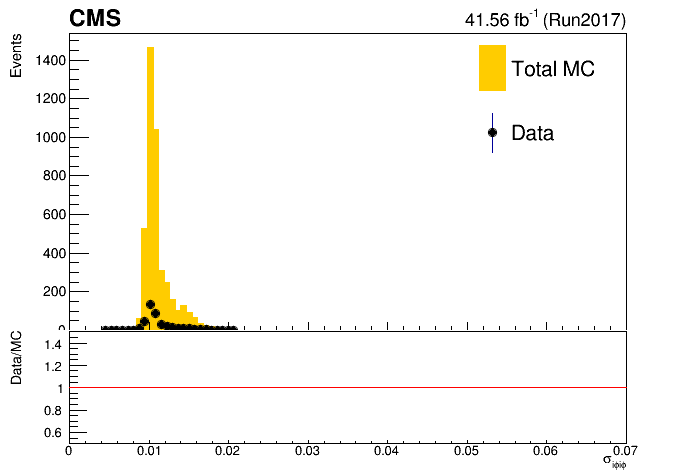 CMS
41.56 fb⁻¹ (Run2017)
Events
1400
1200
1000
800
600
400
200
0
Total MC
Data
Data/MC
1.4
1.2
1
0.8
0.6
0 0.01 0.02 0.03 0.04 0.05 0.06 0.07
σiϕiϕ